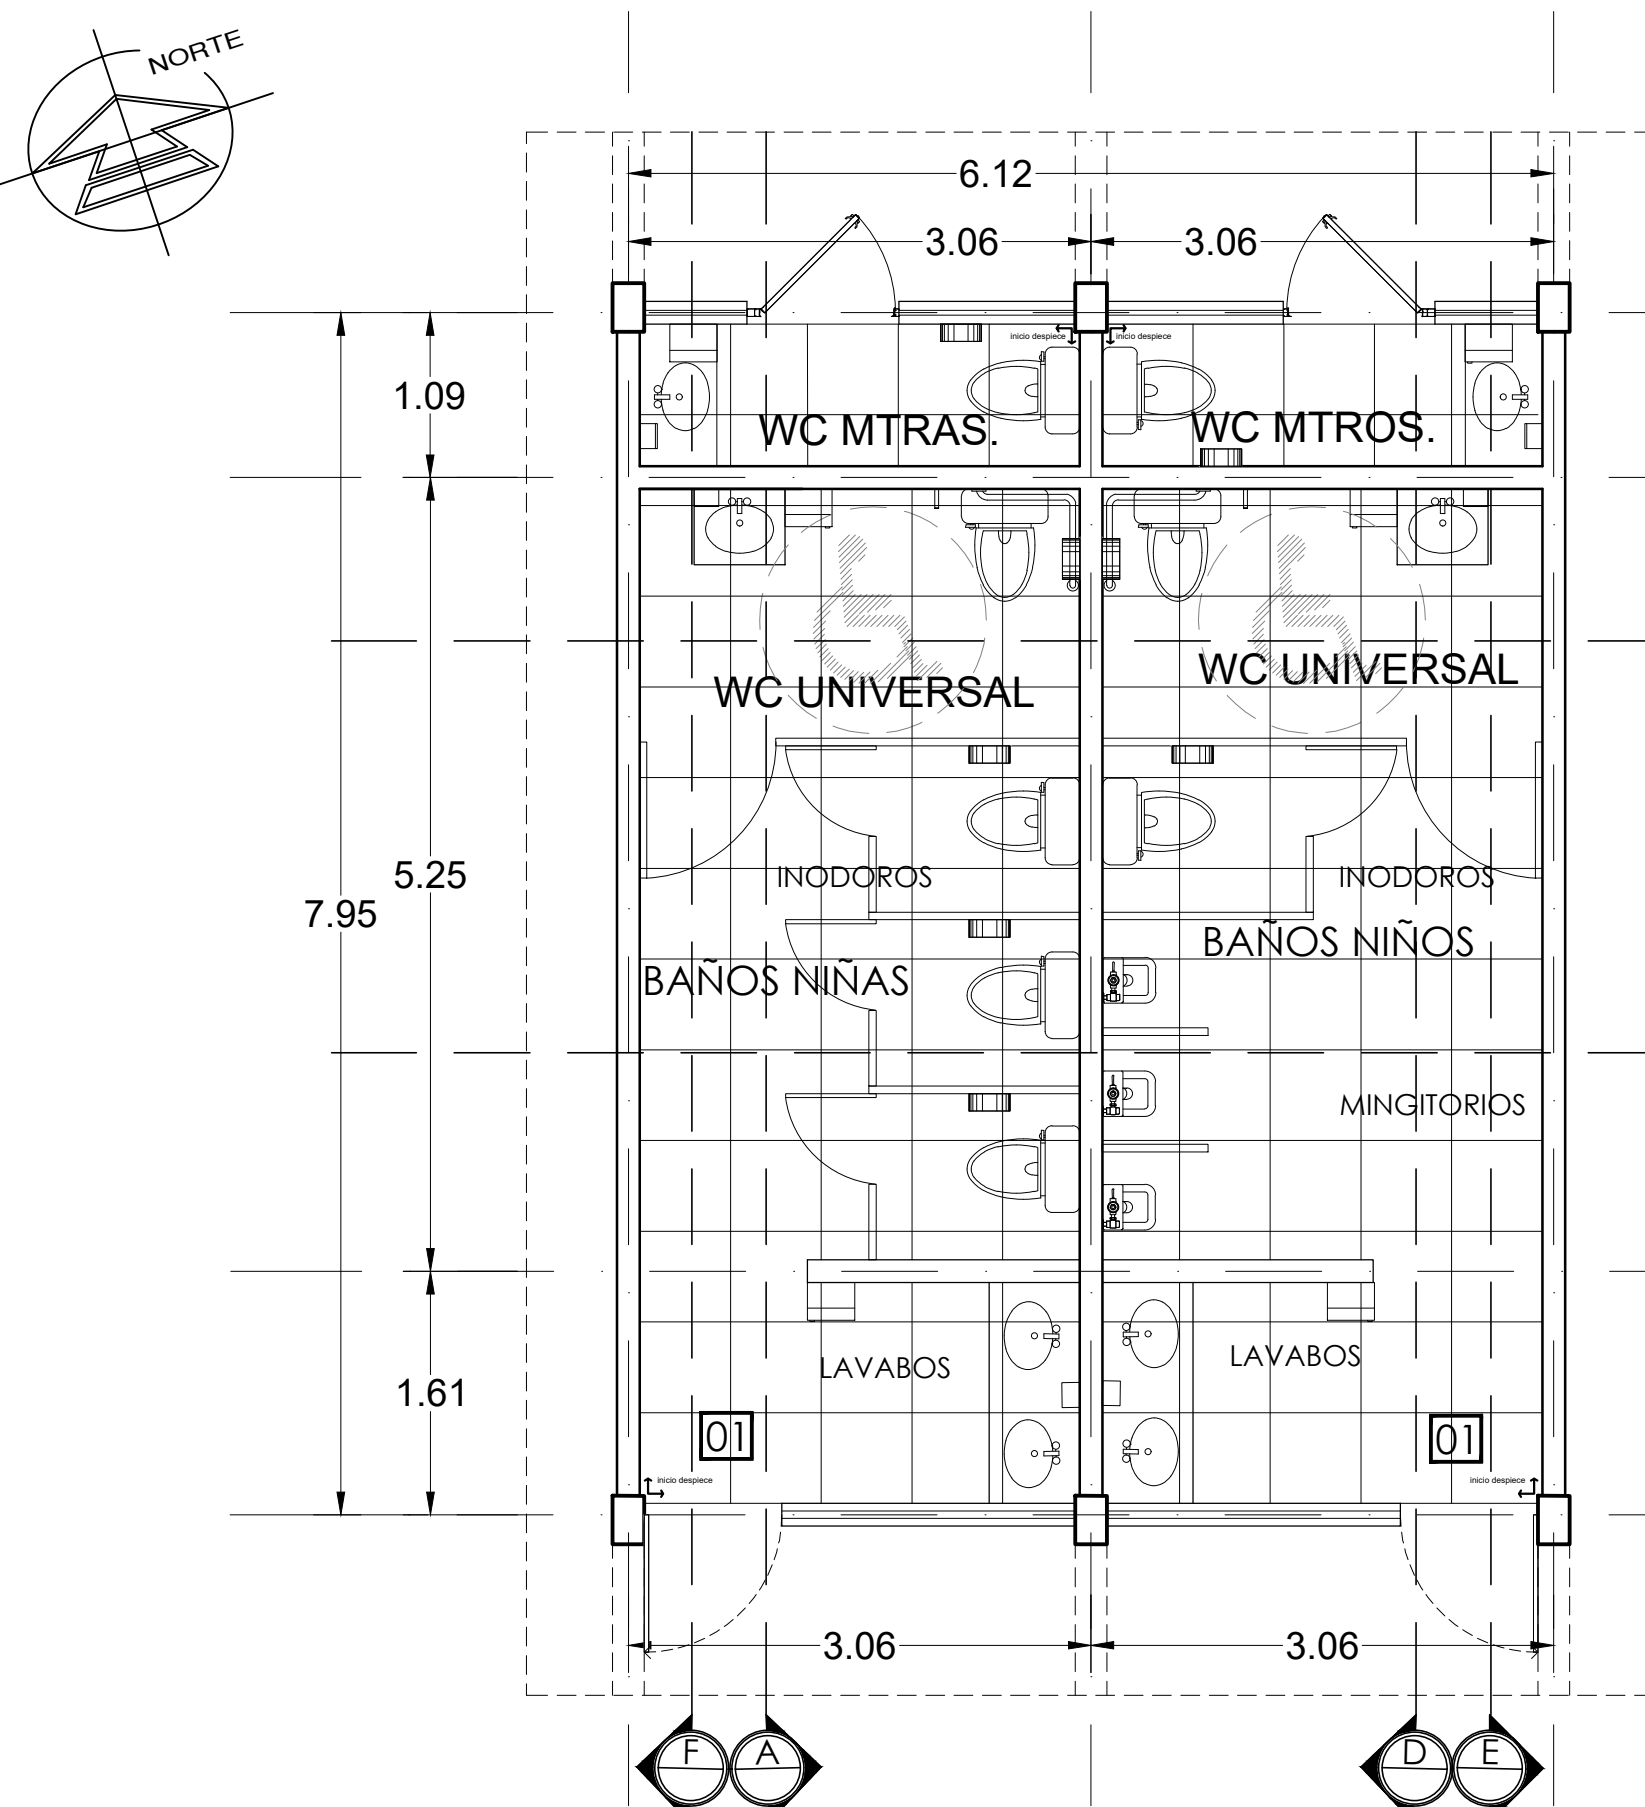 NORTE
6.12
3.06
3.06
inicio despiece
inicio despiece
1.09
WC MTRAS.
WC MTROS.
WC UNIVERSAL
WC UNIVERSAL
5.25
INODOROS
INODOROS
7.95
BAÑOS NIÑAS
BAÑOS NIÑOS
MINGITORIOS
LAVABOS
LAVABOS
1.61
01
01
inicio despiece
inicio despiece
3.06
3.06
F
A
D
E